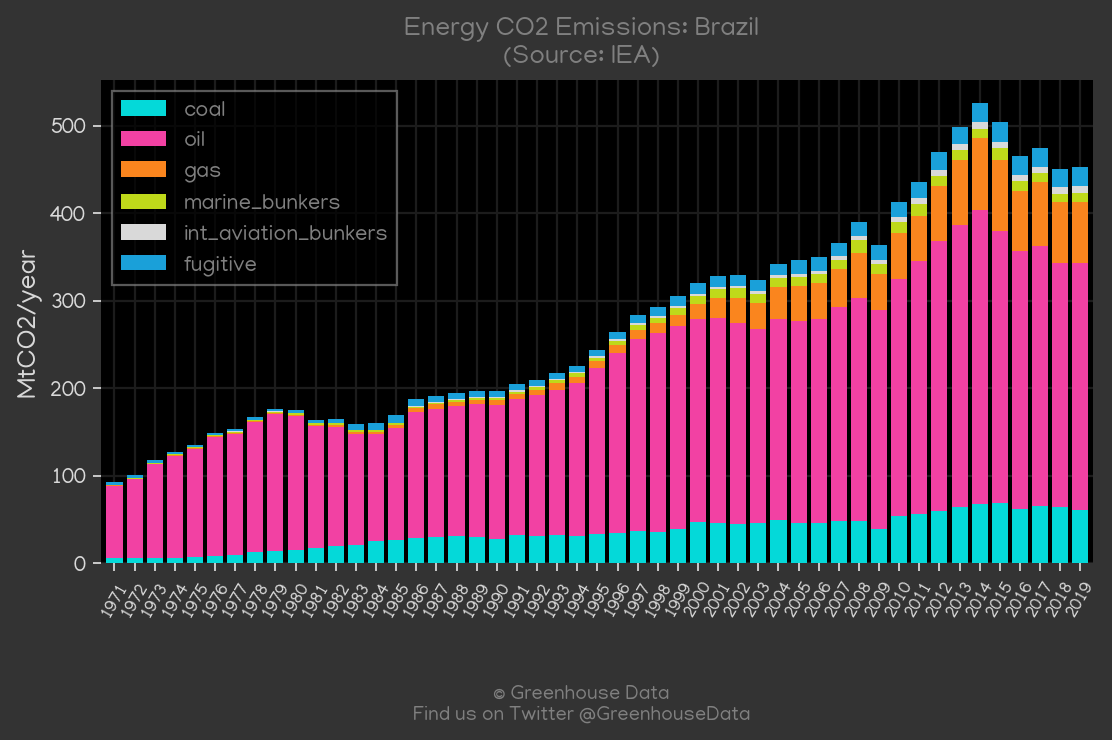 Energy CO2 Emissions: Brazil
(Source: IEA)
coal
oil
gas
marine_bunkers
int_aviation_bunkers
fugitive
MtCO2/year
500
400
300
200
100
0
1971 1972 1973 1974 1975 1976 1977 1978 1979 1980 1981 1982 1983 1984 1985 1986 1987 1988 1989 1990 1991 1992 1993 1994 1995 1996 1997 1998 1999 2000 2001 2002 2003 2004 2005 2006 2007 2008 2009 2010 2011 2012 2013 2014 2015 2016 2017 2018 2019
© Greenhouse Data
Find us on Twitter @GreenhouseData